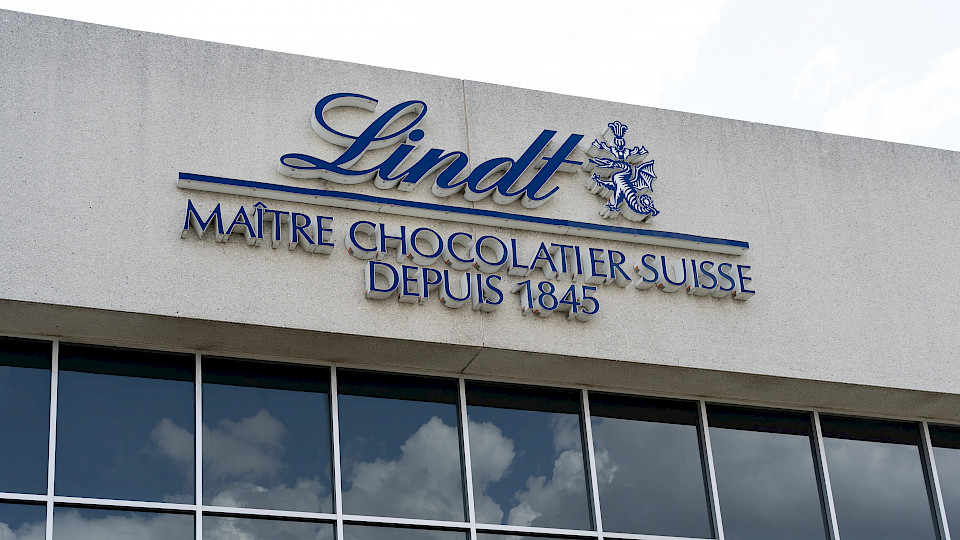 Lindt
MAÎTRE CHOCOLATIER SUISSE
DEPUIS 1845